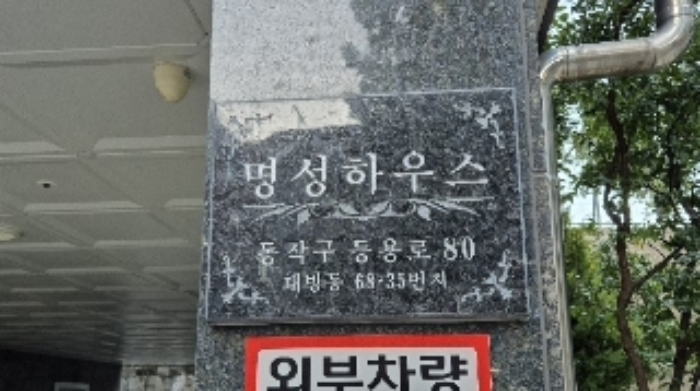 명성하우스
동작구 등용로 80
대방동 68-35번지
외부차량